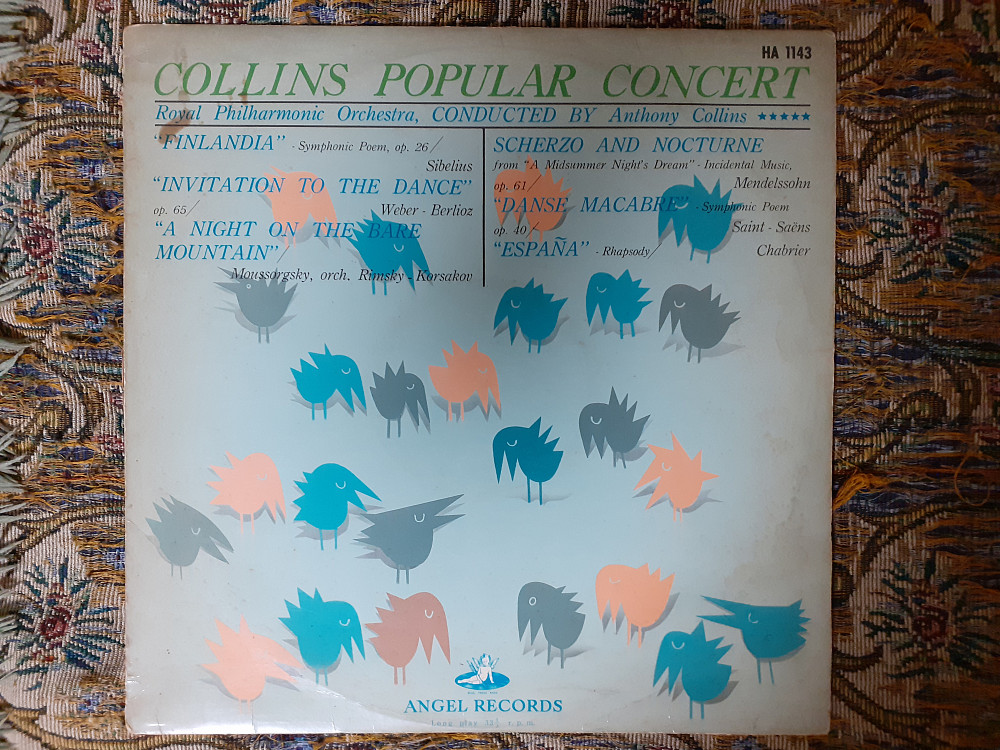 HA 1143
COLLINS POPULAR CONCERT
Royal Philharmonic Orchestra, CONDUCTED BY Anthony Collins ★★★★★
"FINLANDIA" - Symphonic Poem, op. 26/
Sibelius
"INVITATION TO THE DANCE"
op. 65/ Weber - Berlioz
"A NIGHT ON THE BARE
MOUNTAIN"/
Moussorgsky, orch. Rimsky - Korsakov
SCHERZO AND NOCTURNE
from "A Midsummer Night's Dream" - Incidental Music,
op. 61/ Mendelssohn
"DANSE MACABRE" - Symphonic Poem
op. 40/ Saint - Saëns
"ESPAÑA" - Rhapsody/ Chabrier
ANGEL RECORDS
Long play r.p.m.